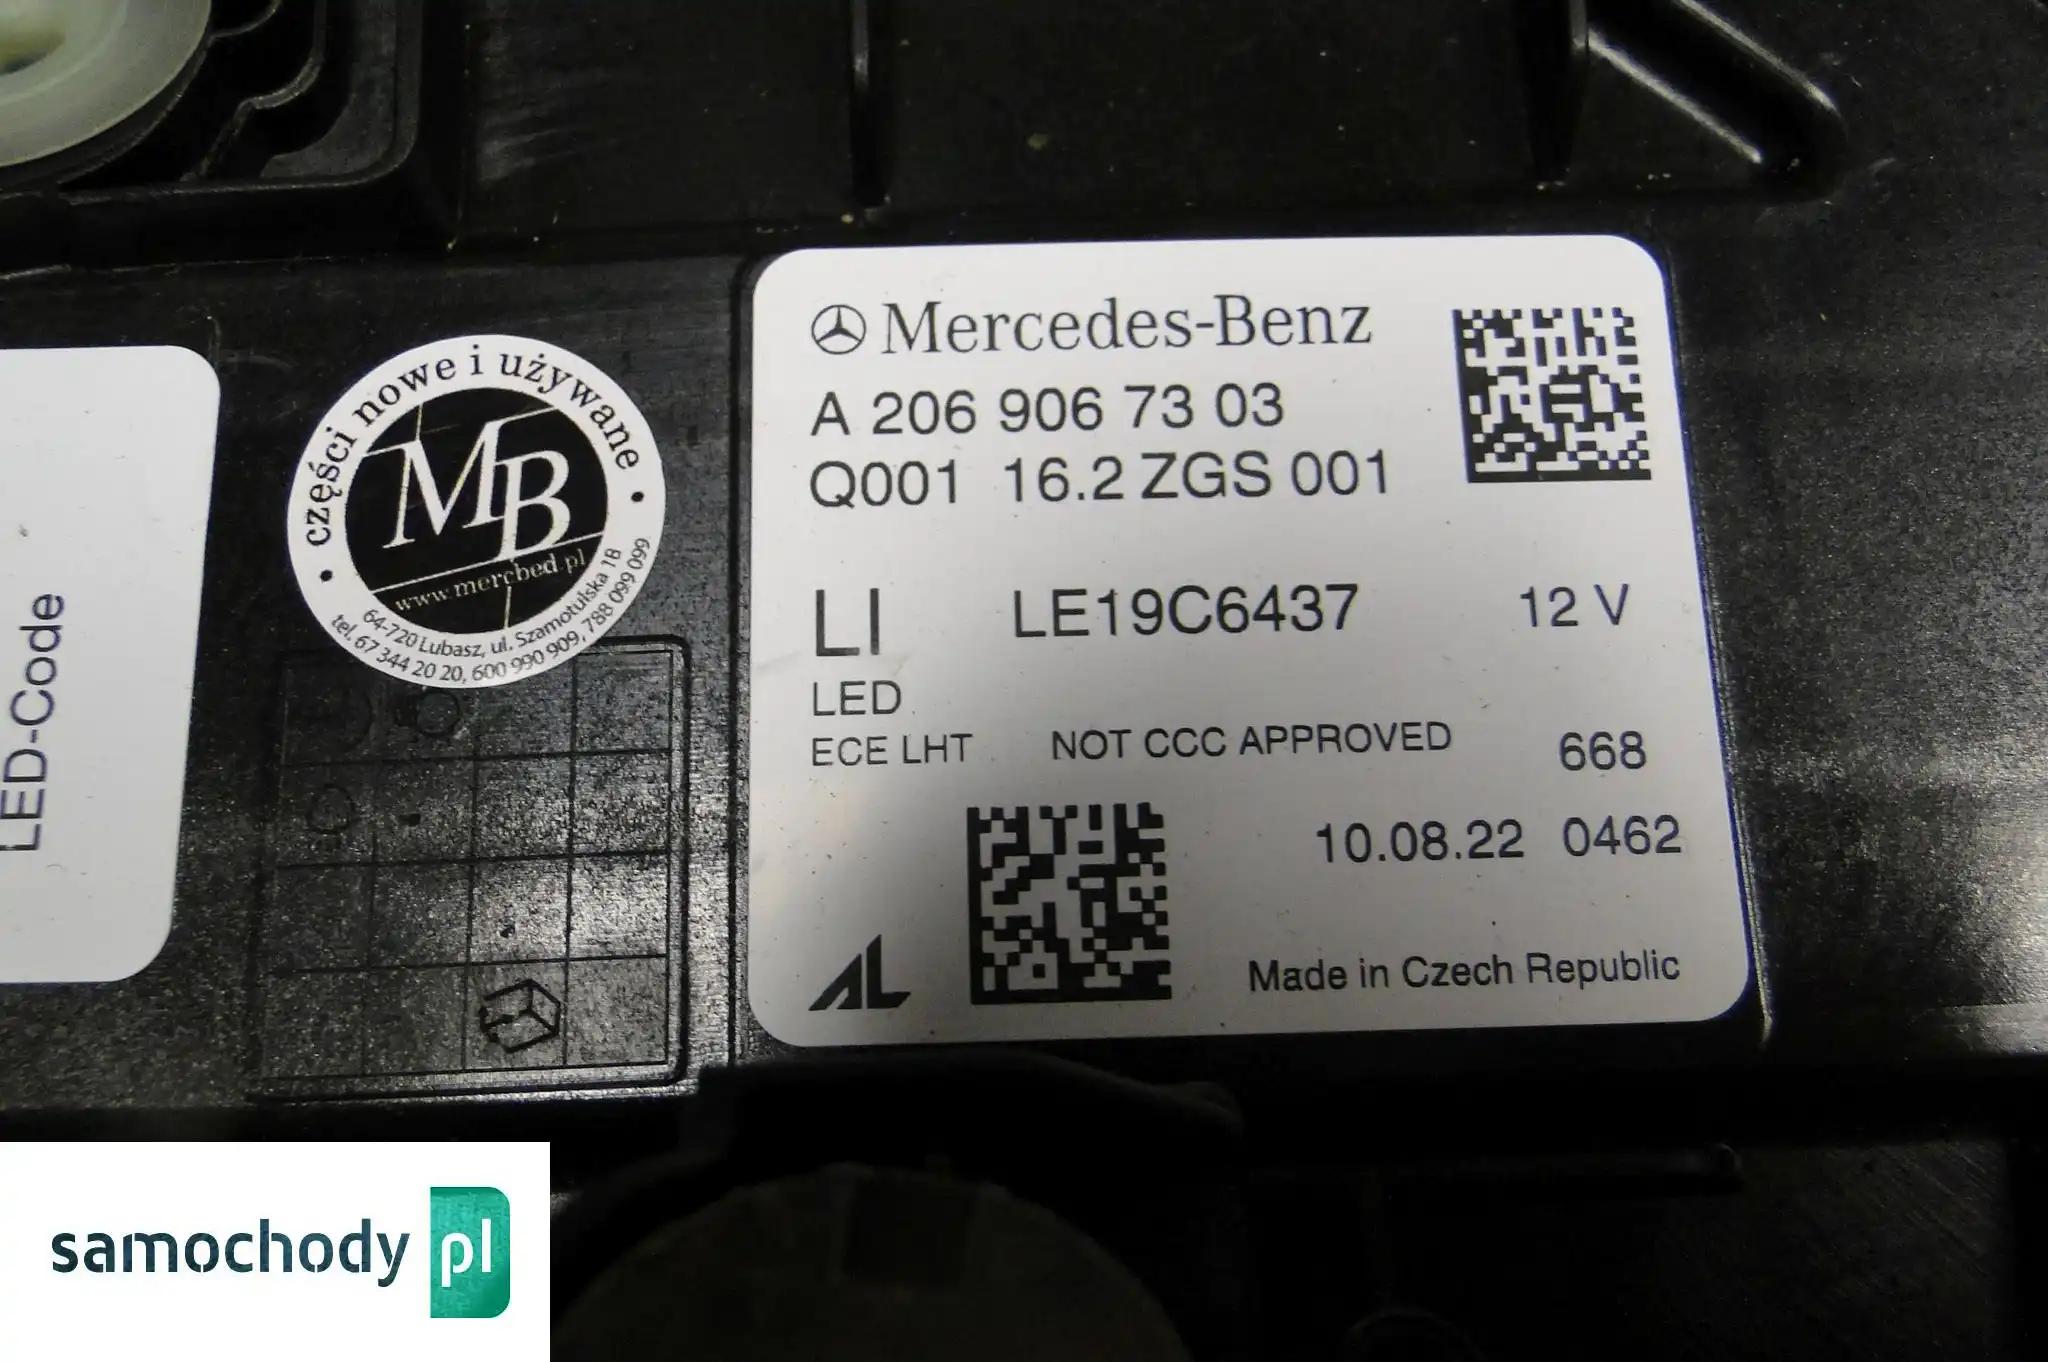 LED-Code
• części nowe i używane •
MB
www.mercbed.pl
64-720 Lubasz, ul. Szamotulska 18
tel. 67 344 20 20, 600 990 909, 788 099 099
Mercedes-Benz
A 206 906 73 03
Q001 16.2 ZGS 001
LI LE19C6437 12 V
LED
ECE LHT NOT CCC APPROVED 668
10.08.22 0462
AL
Made in Czech Republic
samochody pl